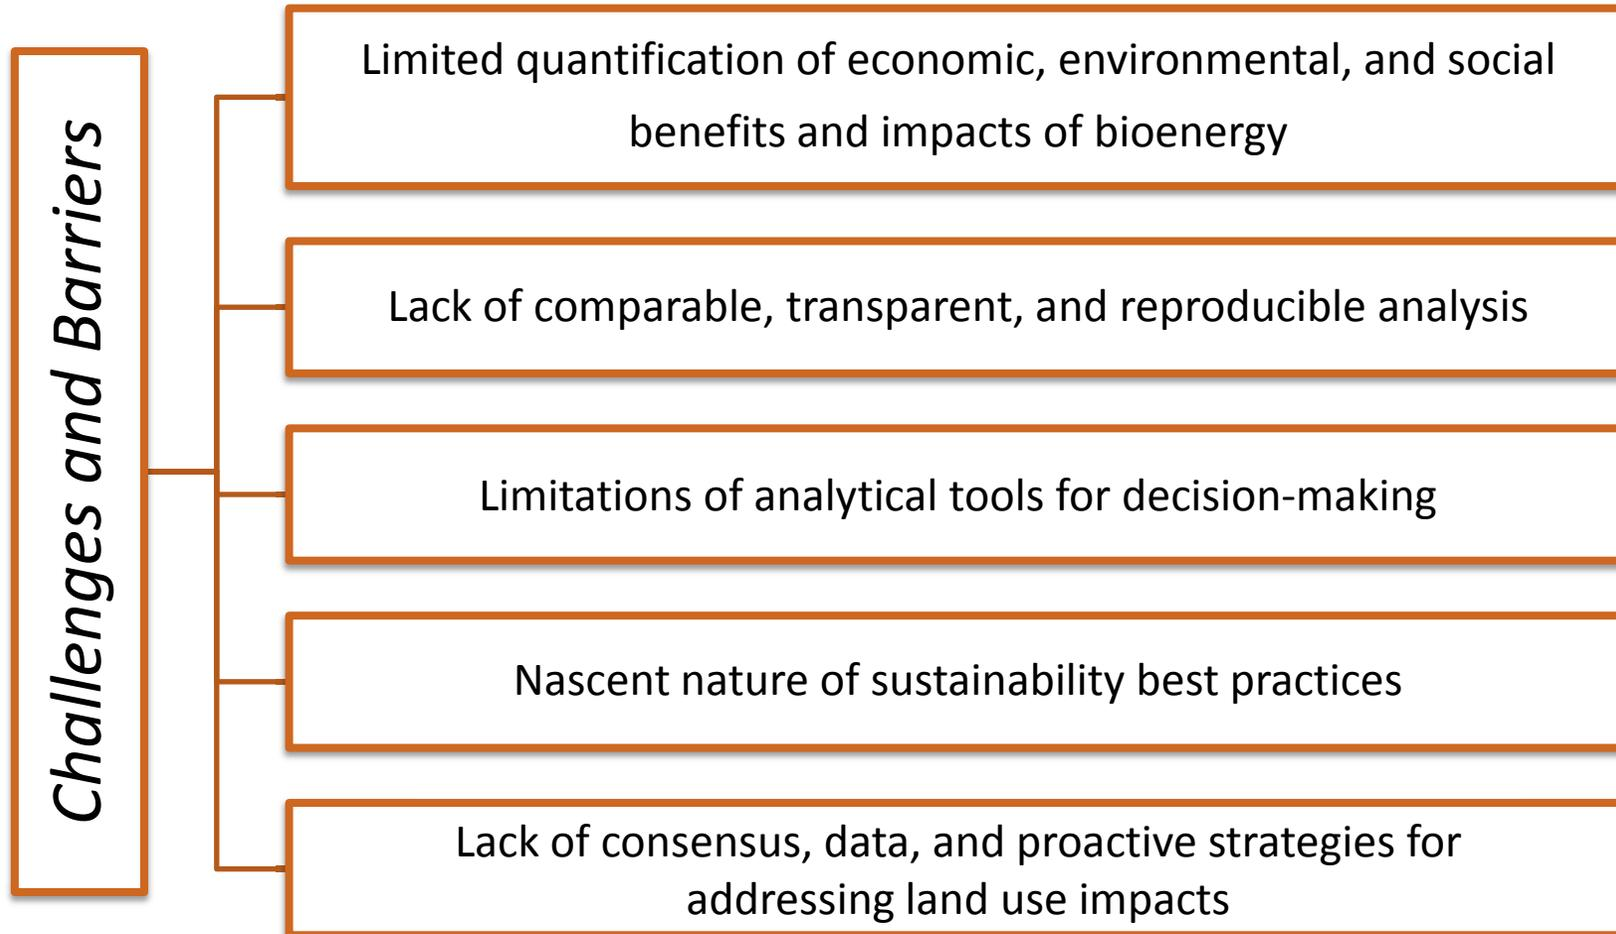 Challenges and Barriers
Limited quantification of economic, environmental, and social
benefits and impacts of bioenergy
Lack of comparable, transparent, and reproducible analysis
Limitations of analytical tools for decision-making
Nascent nature of sustainability best practices
Lack of consensus, data, and proactive strategies for
addressing land use impacts